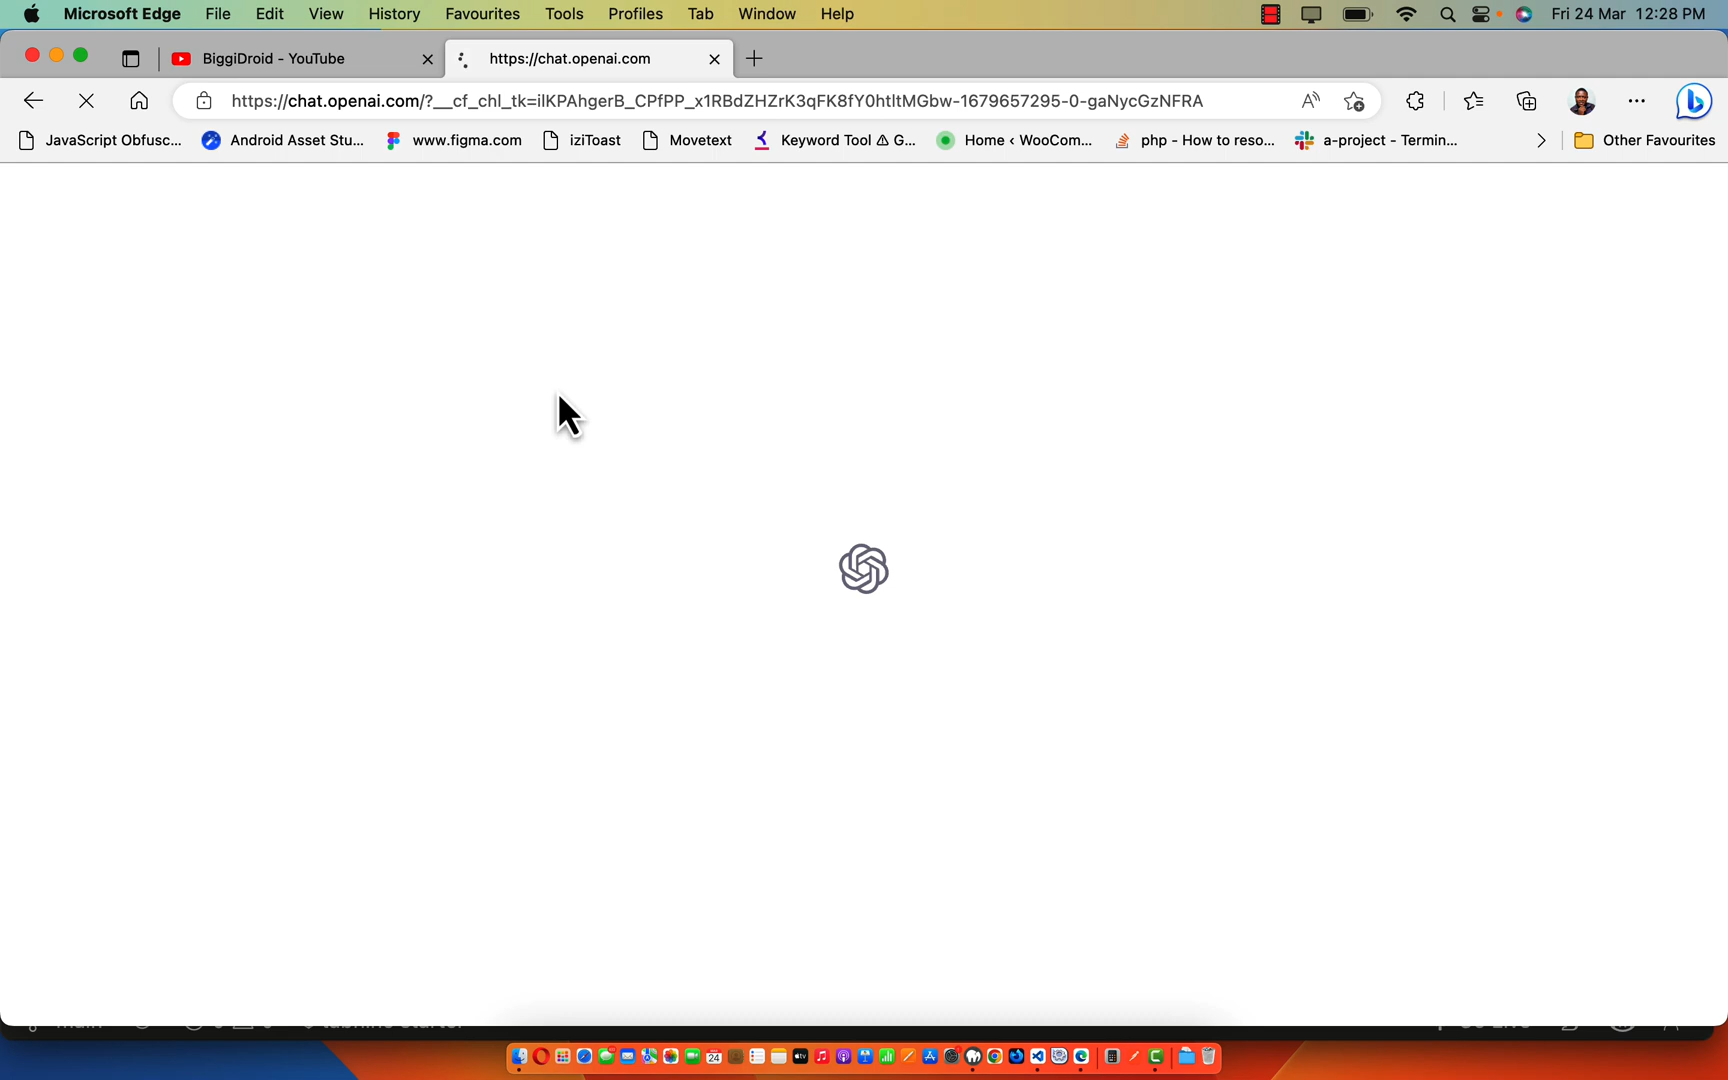 Microsoft Edge File Edit View History Favourites Tools Profiles Tab Window Help Fri 24 Mar 12:28 PM
BiggiDroid - YouTube https://chat.openai.com
https://chat.openai.com/?__cf_chl_tk=ilKPAhgerB_CPfPP_x1RBdZHZrK3qFK8fY0htltMGbw-1679657295-0-gaNycGzNFRA
JavaScript Obfusc... Android Asset Stu... www.figma.com iziToast Movetext Keyword Tool ⚠ G... Home ‹ WooCom... php - How to reso... a-project - Termin... Other Favourites
24